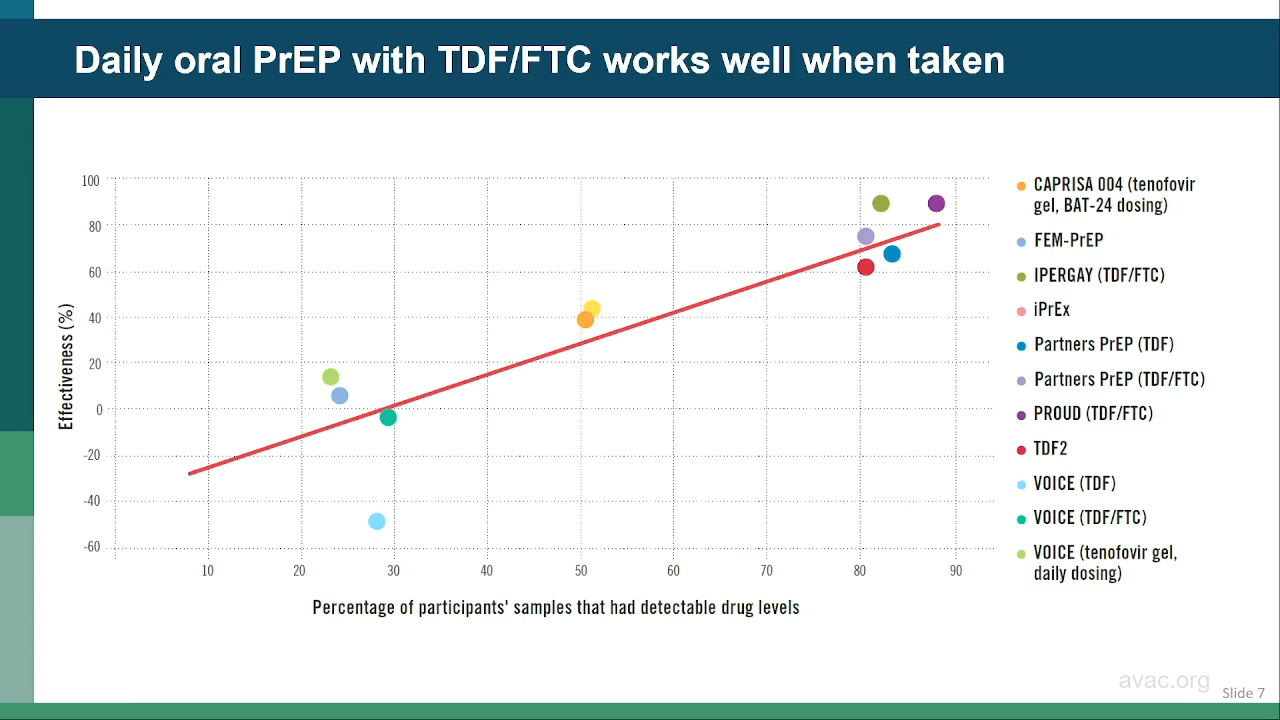 Daily oral PrEP with TDF/FTC works well when taken
100
80
60
40
20
0
-20
-40
-60
Effectiveness (%)
10 20 30 40 50 60 70 80 90
Percentage of participants' samples that had detectable drug levels
CAPRISA 004 (tenofovir
gel, BAT-24 dosing)
FEM-PrEP
IPERGAY (TDF/FTC)
iPrEx
Partners PrEP (TDF)
Partners PrEP (TDF/FTC)
PROUD (TDF/FTC)
TDF2
VOICE (TDF)
VOICE (TDF/FTC)
VOICE (tenofovir gel,
daily dosing)
avac.org
Slide 7